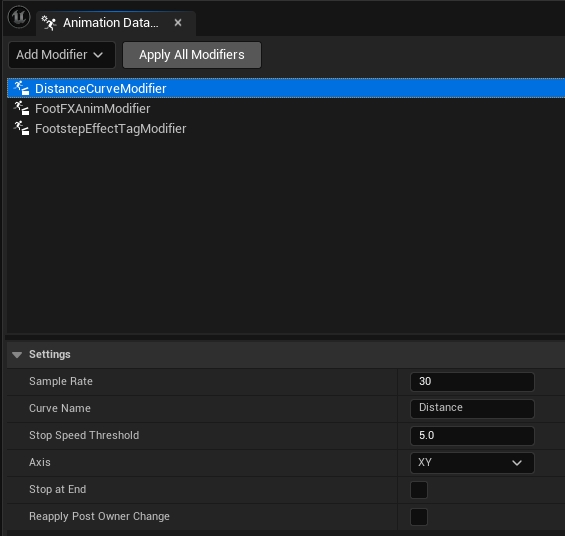 Animation Data...
Add Modifier
Apply All Modifiers
DistanceCurveModifier
FootFXAnimModifier
FootstepEffectTagModifier
Settings
Sample Rate 30
Curve Name Distance
Stop Speed Threshold 5.0
Axis XY
Stop at End
Reapply Post Owner Change